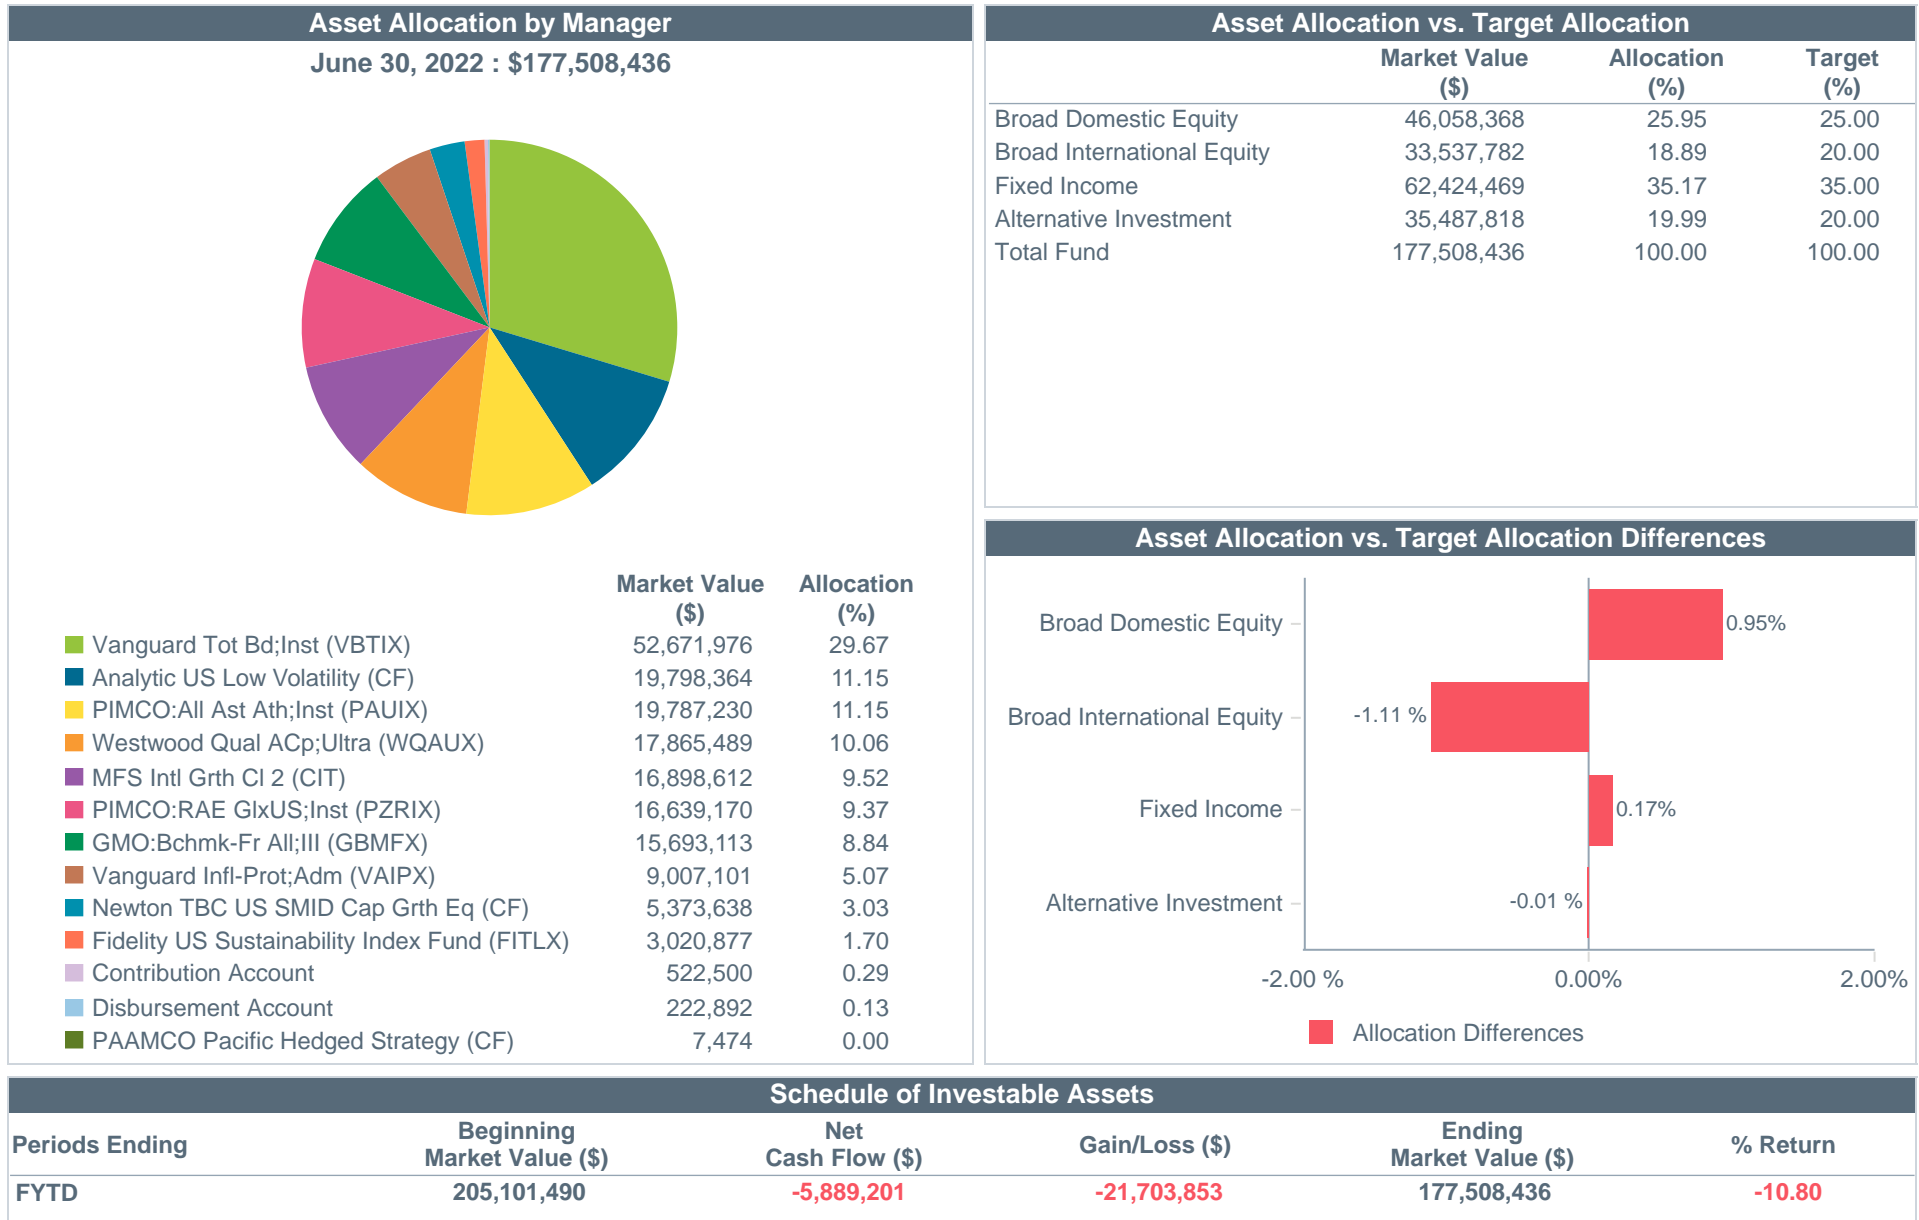 Asset Allocation by Manager
June 30, 2022 : $177,508,436
Market Value ($) Allocation (%)
Vanguard Tot Bd;Inst (VBTIX) 52,671,976 29.67
Analytic US Low Volatility (CF) 19,798,364 11.15
PIMCO:All Ast Ath;Inst (PAUIX) 19,787,230 11.15
Westwood Qual ACp;Ultra (WQAUX) 17,865,489 10.06
MFS Intl Grth Cl 2 (CIT) 16,898,612 9.52
PIMCO:RAE GlxUS;Inst (PZRIX) 16,639,170 9.37
GMO:Bchmk-Fr All;III (GBMFX) 15,693,113 8.84
Vanguard Infl-Prot;Adm (VAIPX) 9,007,101 5.07
Newton TBC US SMID Cap Grth Eq (CF) 5,373,638 3.03
Fidelity US Sustainability Index Fund (FITLX) 3,020,877 1.70
Contribution Account 522,500 0.29
Disbursement Account 222,892 0.13
PAAMCO Pacific Hedged Strategy (CF) 7,474 0.00
Asset Allocation vs. Target Allocation
Market Value ($) Allocation (%) Target (%)
Broad Domestic Equity 46,058,368 25.95 25.00
Broad International Equity 33,537,782 18.89 20.00
Fixed Income 62,424,469 35.17 35.00
Alternative Investment 35,487,818 19.99 20.00
Total Fund 177,508,436 100.00 100.00
Asset Allocation vs. Target Allocation Differences
Broad Domestic Equity 0.95%
Broad International Equity -1.11 %
Fixed Income 0.17%
Alternative Investment -0.01 %
-2.00 % 0.00% 2.00%
Allocation Differences
Schedule of Investable Assets
Periods Ending Beginning Market Value ($) Net Cash Flow ($) Gain/Loss ($) Ending Market Value ($) % Return
FYTD 205,101,490 -5,889,201 -21,703,853 177,508,436 -10.80